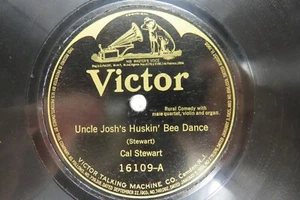 HIS MASTER'S VOICE
Victor
Rural Comedy with
male quartet, violin and organ
Uncle Josh's Huskin' Bee Dance
(Stewart)
Cal Stewart
16109-A
VICTOR TALKING MACHINE CO. Camden, N.J.